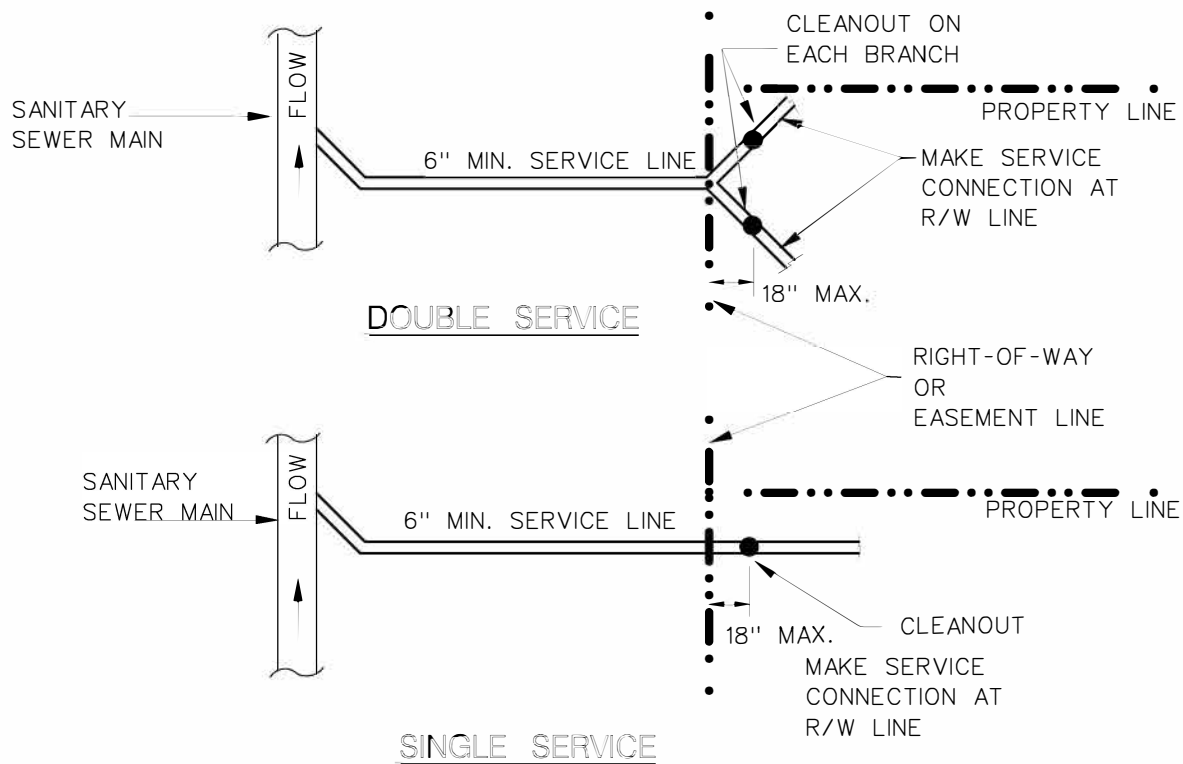 CLEANOUT ON
EACH BRANCH
FLOW
SANITARY
SEWER MAIN
PROPERTY LINE
6" MIN. SERVICE LINE
MAKE SERVICE
CONNECTION AT
R/W LINE
18" MAX.
DOUBLE SERVICE
RIGHT-OF-WAY
OR
EASEMENT LINE
FLOW
SANITARY
SEWER MAIN
PROPERTY LINE
6" MIN. SERVICE LINE
18" MAX.
CLEANOUT
MAKE SERVICE
CONNECTION AT
R/W LINE
SINGLE SERVICE